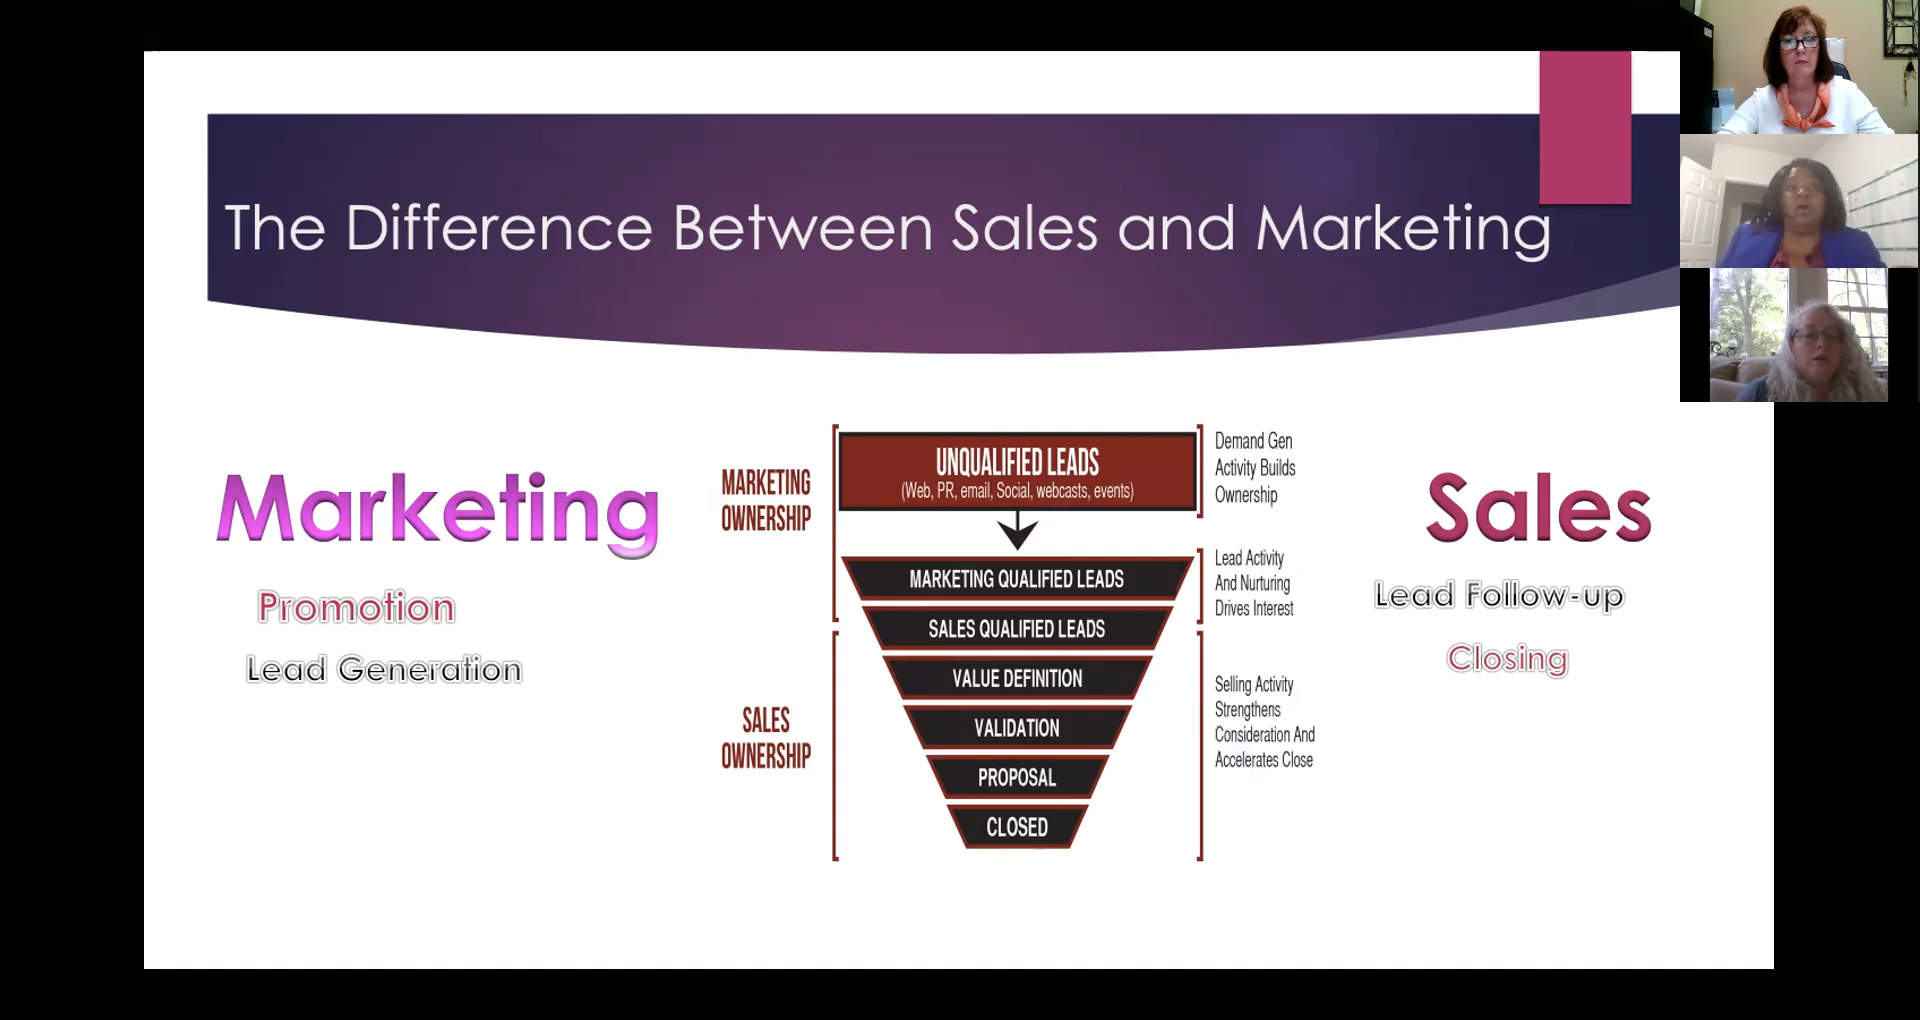 The Difference Between Sales and Marketing
Marketing
Promotion
Lead Generation
MARKETING
OWNERSHIP
SALES
OWNERSHIP
UNQUALIFIED LEADS
(Web, PR, email, Social, webcasts, events)
MARKETING QUALIFIED LEADS
SALES QUALIFIED LEADS
VALUE DEFINITION
VALIDATION
PROPOSAL
CLOSED
Demand Gen
Activity Builds
Ownership
Lead Activity
And Nurturing
Drives Interest
Selling Activity
Strengthens
Consideration And
Accelerates Close
Sales
Lead Follow-up
Closing